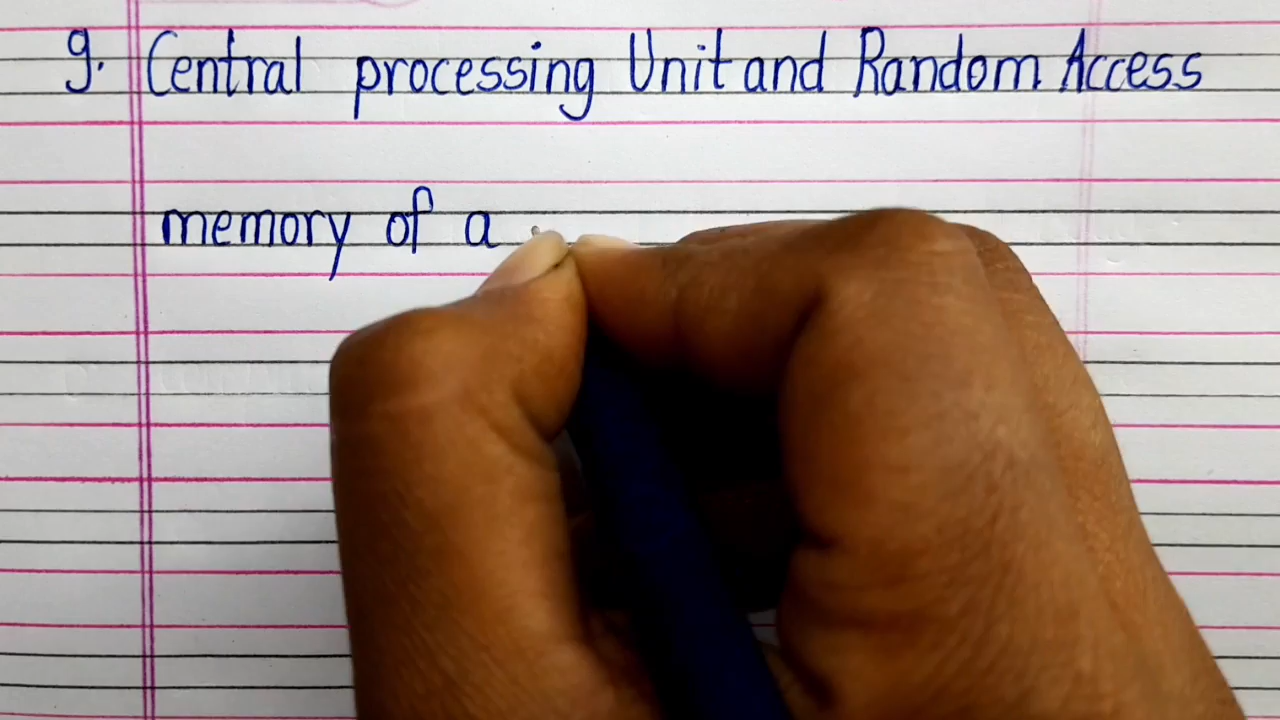 9. Central processing Unit and Random Access
memory of a